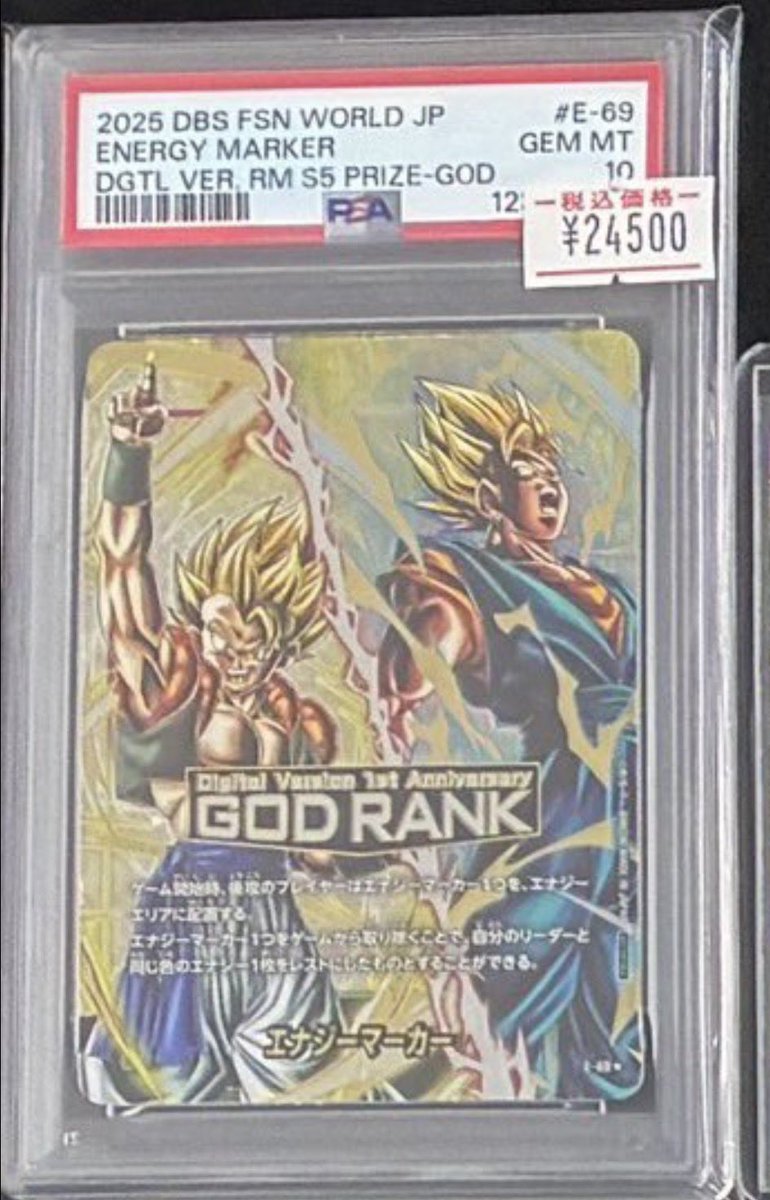 2025 DBS FSN WORLD JP #E-69
ENERGY MARKER GEM MT
DGTL VER. RM S5 PRIZE-GOD 10
PSA
税込価格
¥24500
Digital Version 1st Anniversary
GOD RANK
ゲーム開始時、後攻のプレイヤーはエナジーマーカー1つを、エナジー
エリアに配置する。
エナジーマーカー1つをゲームから取り除くことで、自分のリーダーと
同じ色のエナジー1枚をレストにしたものとすることができる。
エナジーマーカー
E-69★